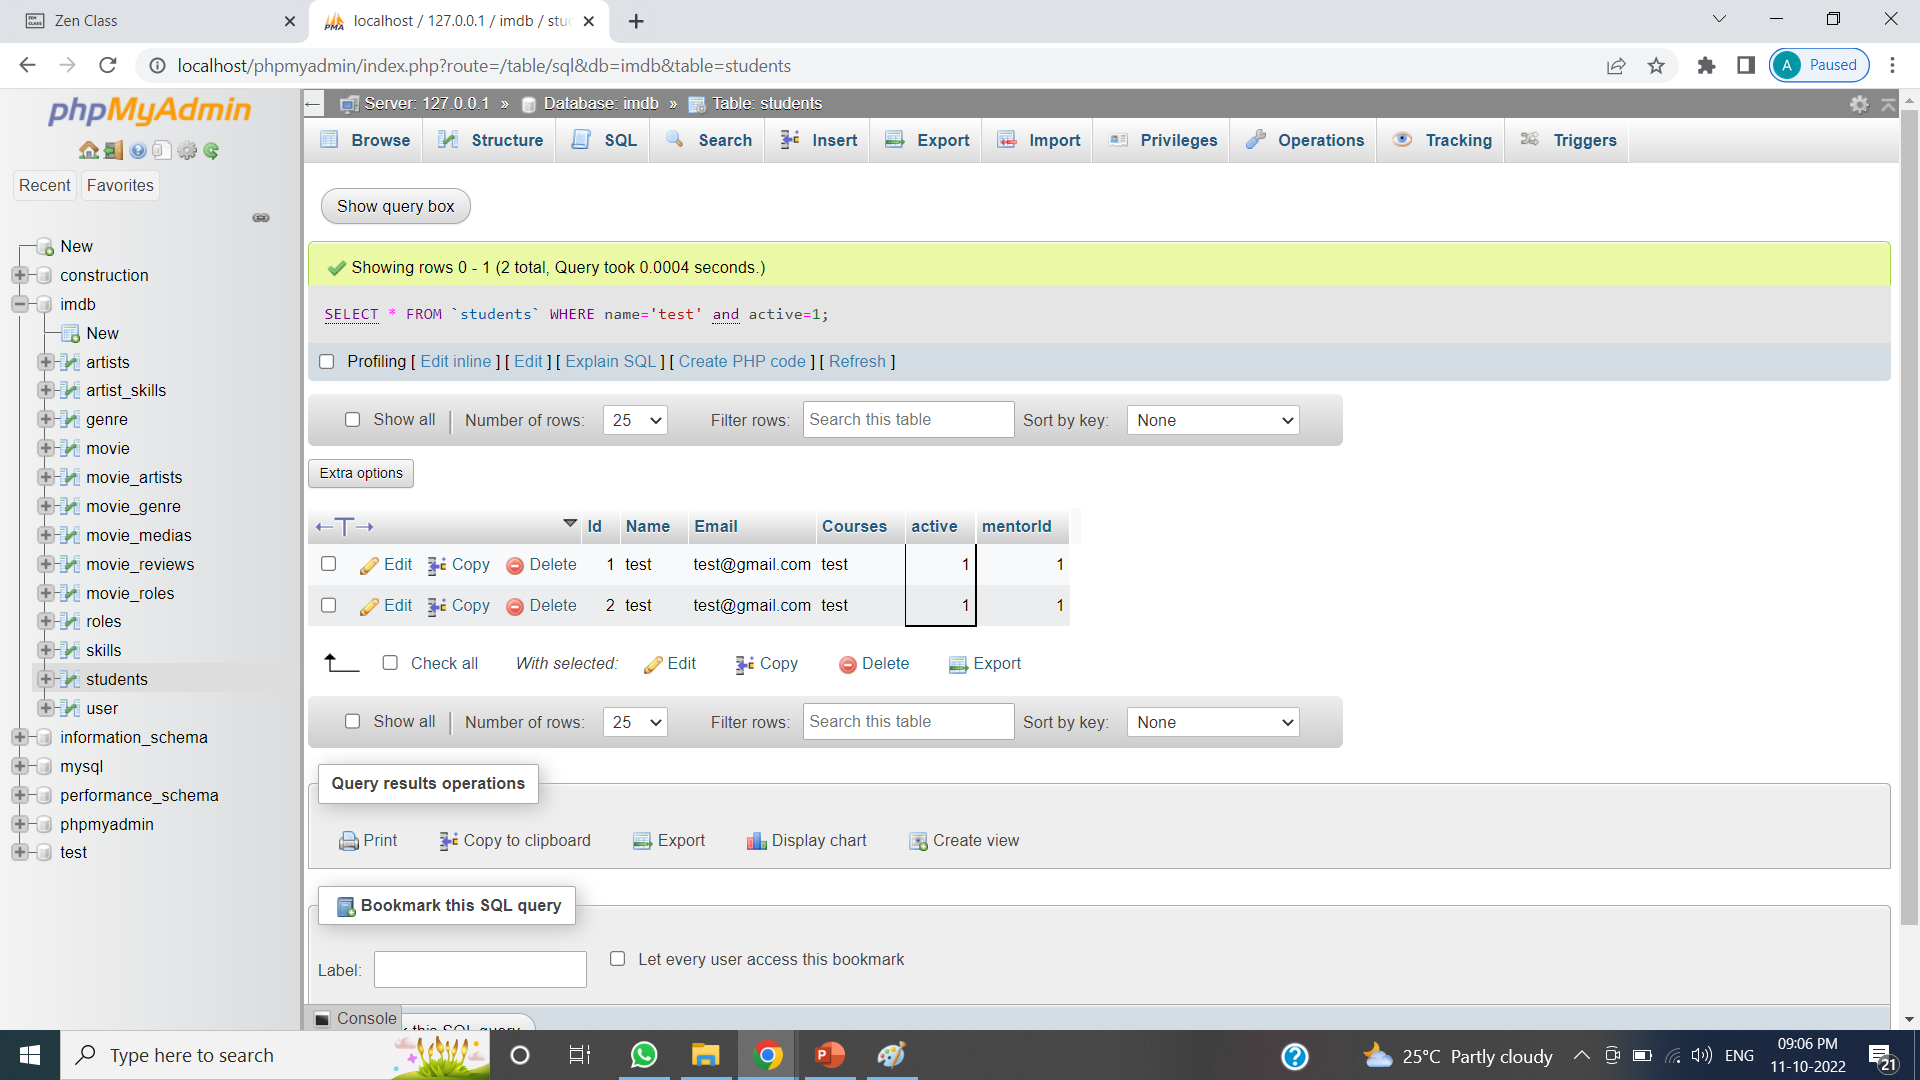 Zen Class
localhost / 127.0.0.1 / imdb / stu
localhost/phpmyadmin/index.php?route=/table/sql&db=imdb&table=students
A Paused
phpMyAdmin
Recent Favorites
New
construction
imdb
New
artists
artist_skills
genre
movie
movie_artists
movie_genre
movie_medias
movie_reviews
movie_roles
roles
skills
students
user
information_schema
mysql
performance_schema
phpmyadmin
test
Server: 127.0.0.1 » Database: imdb » Table: students
Browse Structure SQL Search Insert Export Import Privileges Operations Tracking Triggers
Show query box
Showing rows 0 - 1 (2 total, Query took 0.0004 seconds.)
SELECT * FROM `students` WHERE name='test' and active=1;
Profiling [ Edit inline ] [ Edit ] [ Explain SQL ] [ Create PHP code ] [ Refresh ]
Show all Number of rows: 25 Filter rows: Search this table Sort by key: None
Extra options
Id Name Email Courses active mentorId
Edit Copy Delete 1 test test@gmail.com test 1 1
Edit Copy Delete 2 test test@gmail.com test 1 1
Check all With selected: Edit Copy Delete Export
Show all Number of rows: 25 Filter rows: Search this table Sort by key: None
Query results operations
Print Copy to clipboard Export Display chart Create view
Bookmark this SQL query
Label: Let every user access this bookmark
Console
this SQL query
Type here to search
25°C Partly cloudy
ENG
09:06 PM
11-10-2022
21